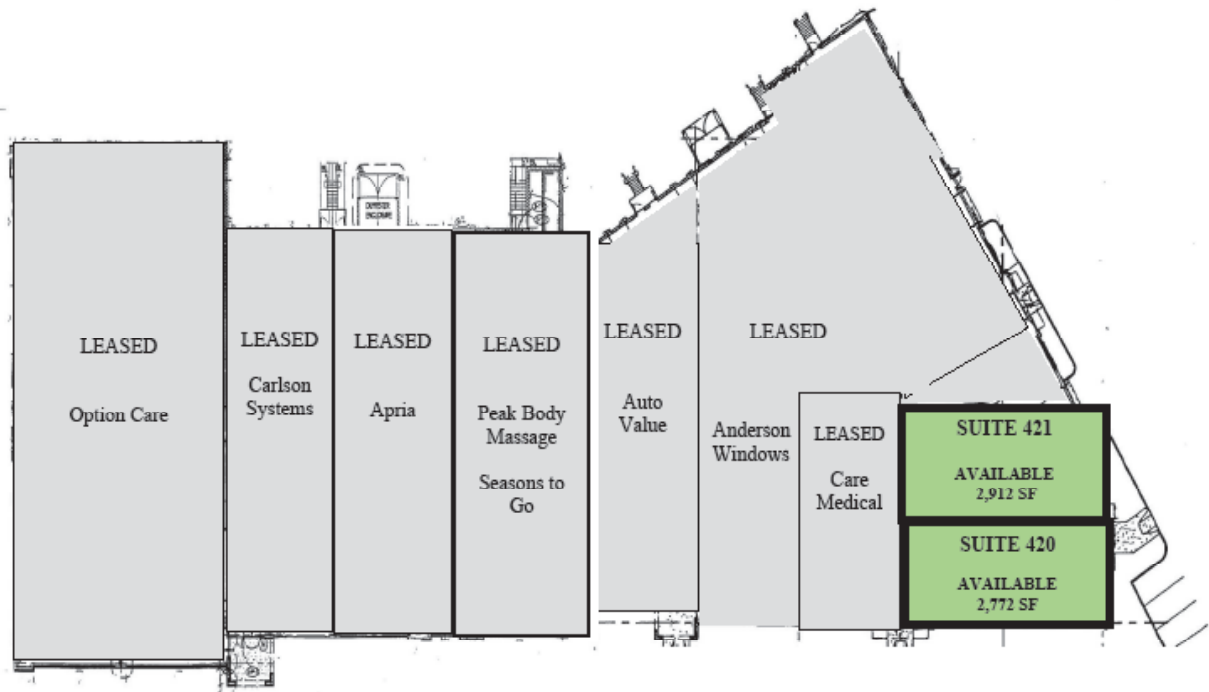 LEASED
Option Care
LEASED
Carlson
Systems
LEASED
Apria
LEASED
Peak Body
Massage
Seasons to
Go
LEASED
Auto
Value
LEASED
Anderson
Windows
LEASED
Care
Medical
SUITE 421
AVAILABLE
2,912 SF
SUITE 420
AVAILABLE
2,772 SF